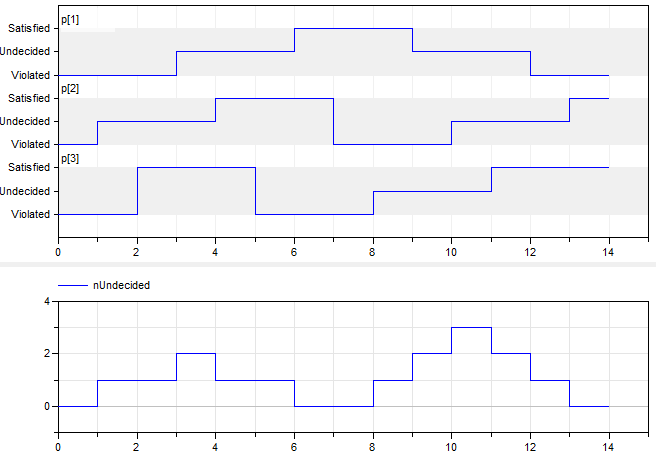 p[1]
Satisfied
Undecided
Violated
p[2]
Satisfied
Undecided
Violated
p[3]
Satisfied
Undecided
Violated
0 2 4 6 8 10 12 14
nUndecided
4
2
0
0 2 4 6 8 10 12 14